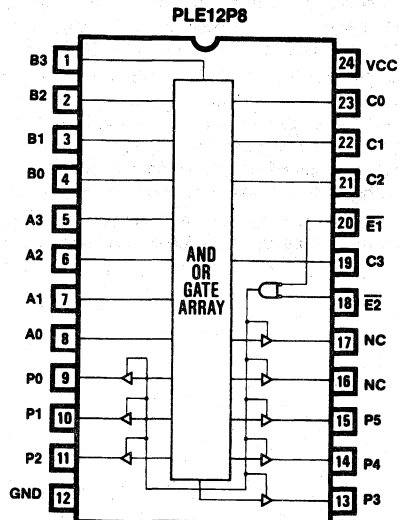 PLE12P8
B3 1
24 VCC
B2 2
23 C0
B1 3
22 C1
B0 4
21 C2
A3 5
20 E1
A2 6
19 C3
AND
OR
GATE
ARRAY
A1 7
18 E2
A0 8
17 NC
P0 9
16 NC
P1 10
15 P5
P2 11
14 P4
GND 12
13 P3